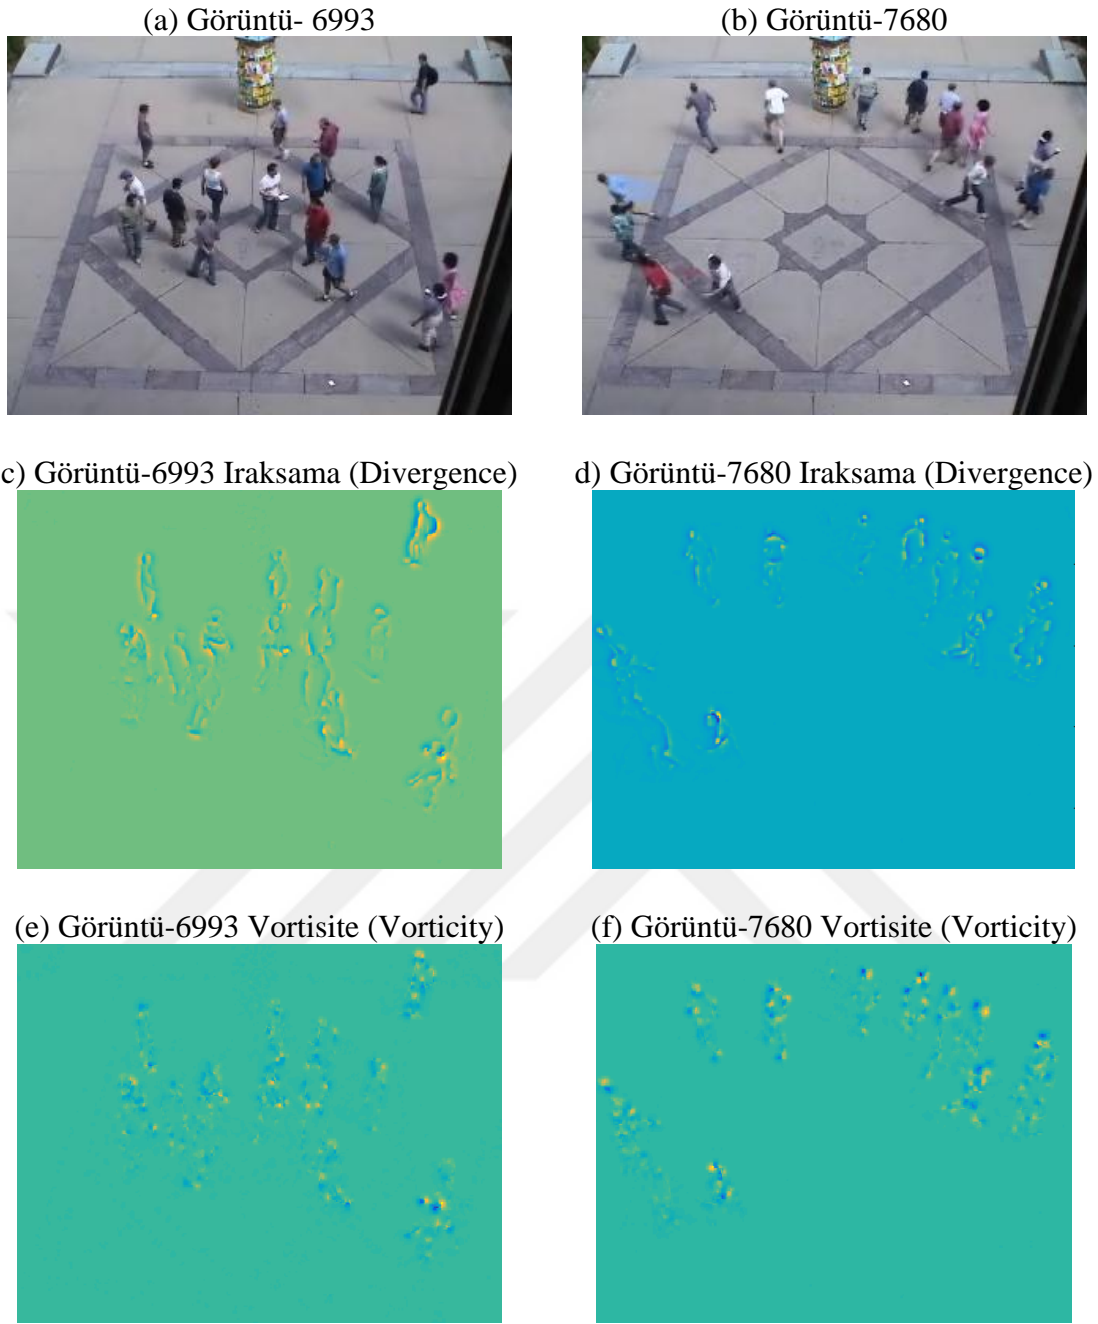 (a) Görüntü- 6993
(b) Görüntü-7680
c) Görüntü-6993 Iraksama (Divergence)
d) Görüntü-7680 Iraksama (Divergence)
(e) Görüntü-6993 Vortisite (Vorticity)
(f) Görüntü-7680 Vortisite (Vorticity)